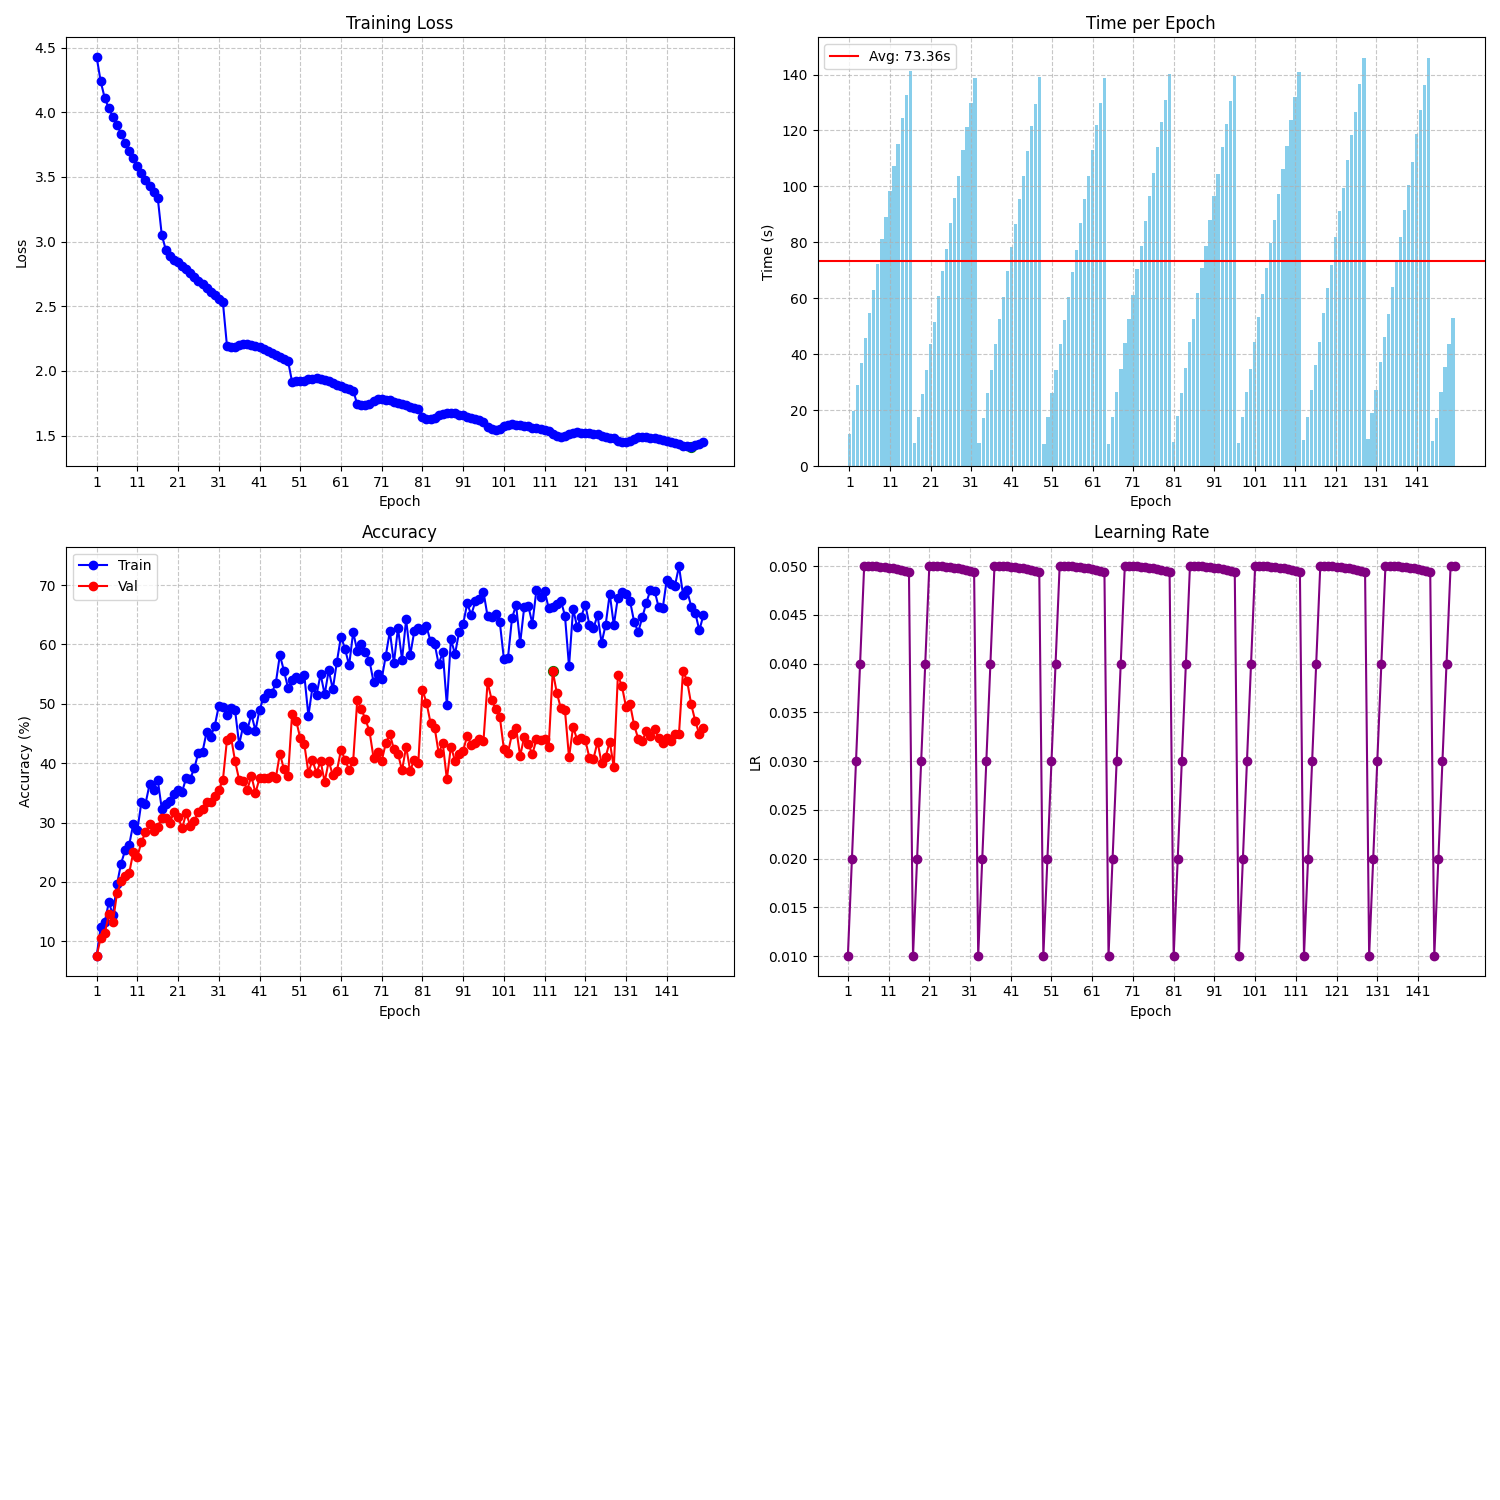 Training Loss
4.5
4.0
3.5
3.0
2.5
2.0
1.5
Loss
1 11 21 31 41 51 61 71 81 91 101 111 121 131 141
Epoch
Time per Epoch
Avg: 73.36s
140
120
100
80
60
40
20
0
Time (s)
1 11 21 31 41 51 61 71 81 91 101 111 121 131 141
Epoch
Accuracy
Train
Val
70
60
50
40
30
20
10
Accuracy (%)
1 11 21 31 41 51 61 71 81 91 101 111 121 131 141
Epoch
Learning Rate
0.050
0.045
0.040
0.035
0.030
0.025
0.020
0.015
0.010
LR
1 11 21 31 41 51 61 71 81 91 101 111 121 131 141
Epoch